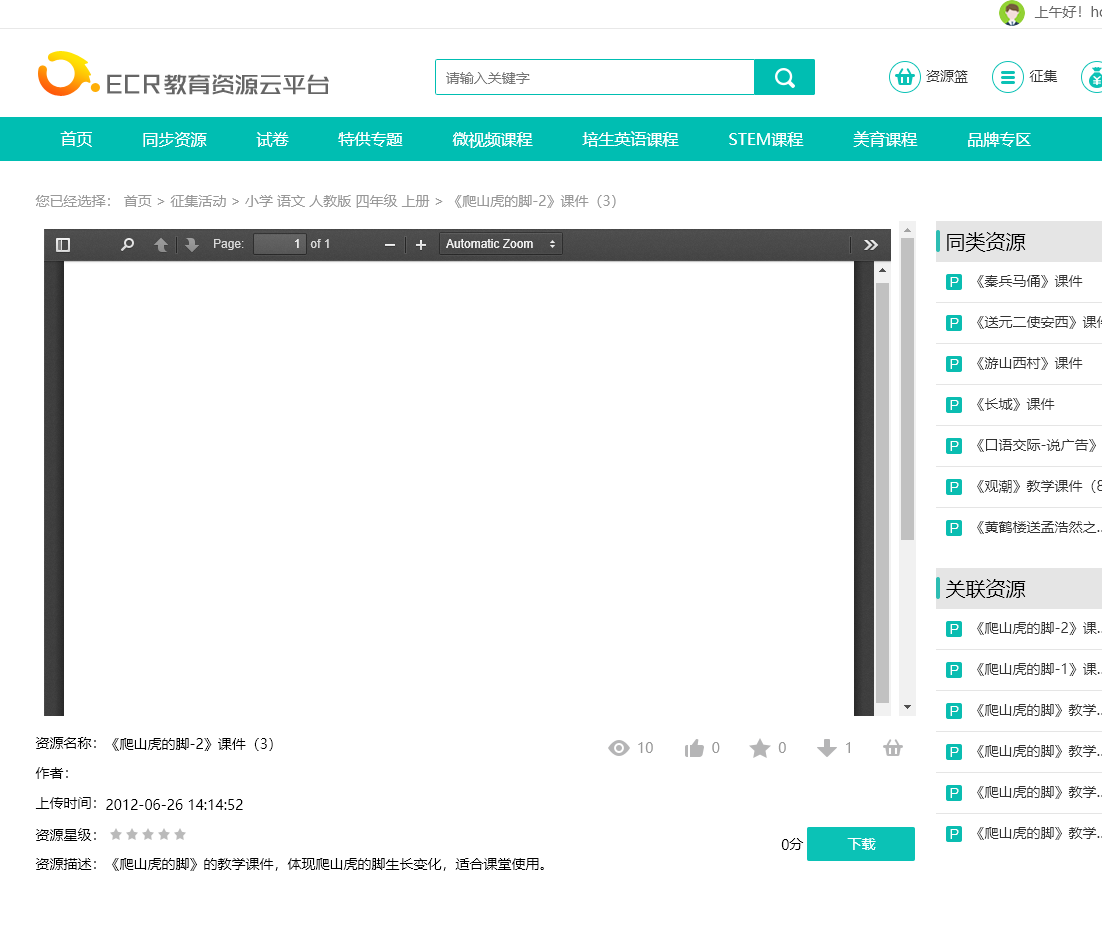 上午好！
ECR教育资源云平台
请输入关键字
资源篮
征集
首页 同步资源 试卷 特供专题 微视频课程 培生英语课程 STEM课程 美育课程 品牌专区
您已经选择： 首页 > 征集活动 > 小学 语文 人教版 四年级 上册 > 《爬山虎的脚-2》课件（3）
Page: 1 of 1
Automatic Zoom
同类资源
P 《秦兵马俑》课件
P 《送元二使安西》课件
P 《游山西村》课件
P 《长城》课件
P 《口语交际-说广告》
P 《观潮》教学课件（8
P 《黄鹤楼送孟浩然之...
关联资源
P 《爬山虎的脚-2》课...
P 《爬山虎的脚-1》课...
P 《爬山虎的脚》教学...
P 《爬山虎的脚》教学...
P 《爬山虎的脚》教学...
P 《爬山虎的脚》教学...
资源名称： 《爬山虎的脚-2》课件（3）
10 0 0 1
作者：
上传时间： 2012-06-26 14:14:52
资源星级：
0分 下载
资源描述： 《爬山虎的脚》的教学课件，体现爬山虎的脚生长变化，适合课堂使用。